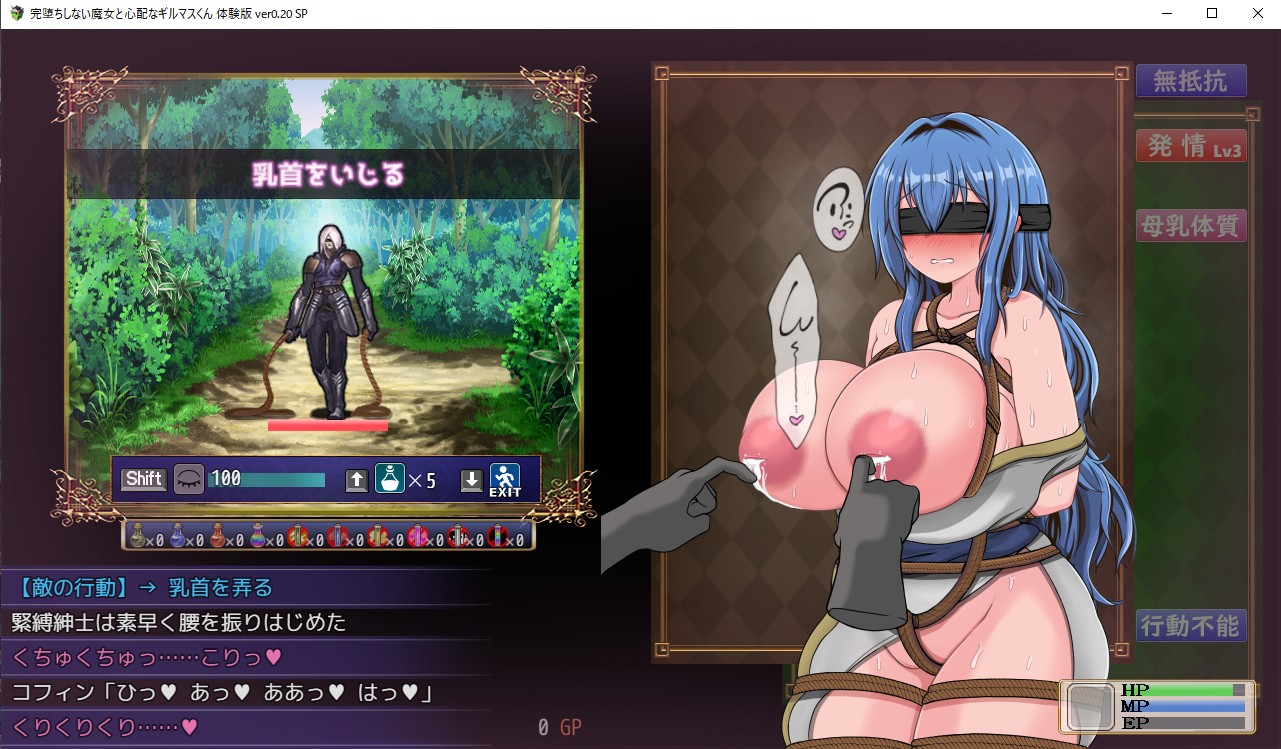 完堕ちしない魔女と心配なギルマスくん 体験版 ver0.20 SP
乳首をいじる
Shift 100 ×5 EXIT
×0 ×0 ×0 ×0 ×0 ×0 ×0 ×0 ×0 ×0
【敵の行動】→ 乳首を弄る
緊縛紳士は素早く腰を振りはじめた
くちゅくちゅっ……こりっ♥
コフィン「ひっ♥ あっ♥ ああっ♥ はっ♥」
くりくりくり……♥
0 GP
無抵抗
発情 Lv3
母乳体質
行動不能
HP
MP
EP